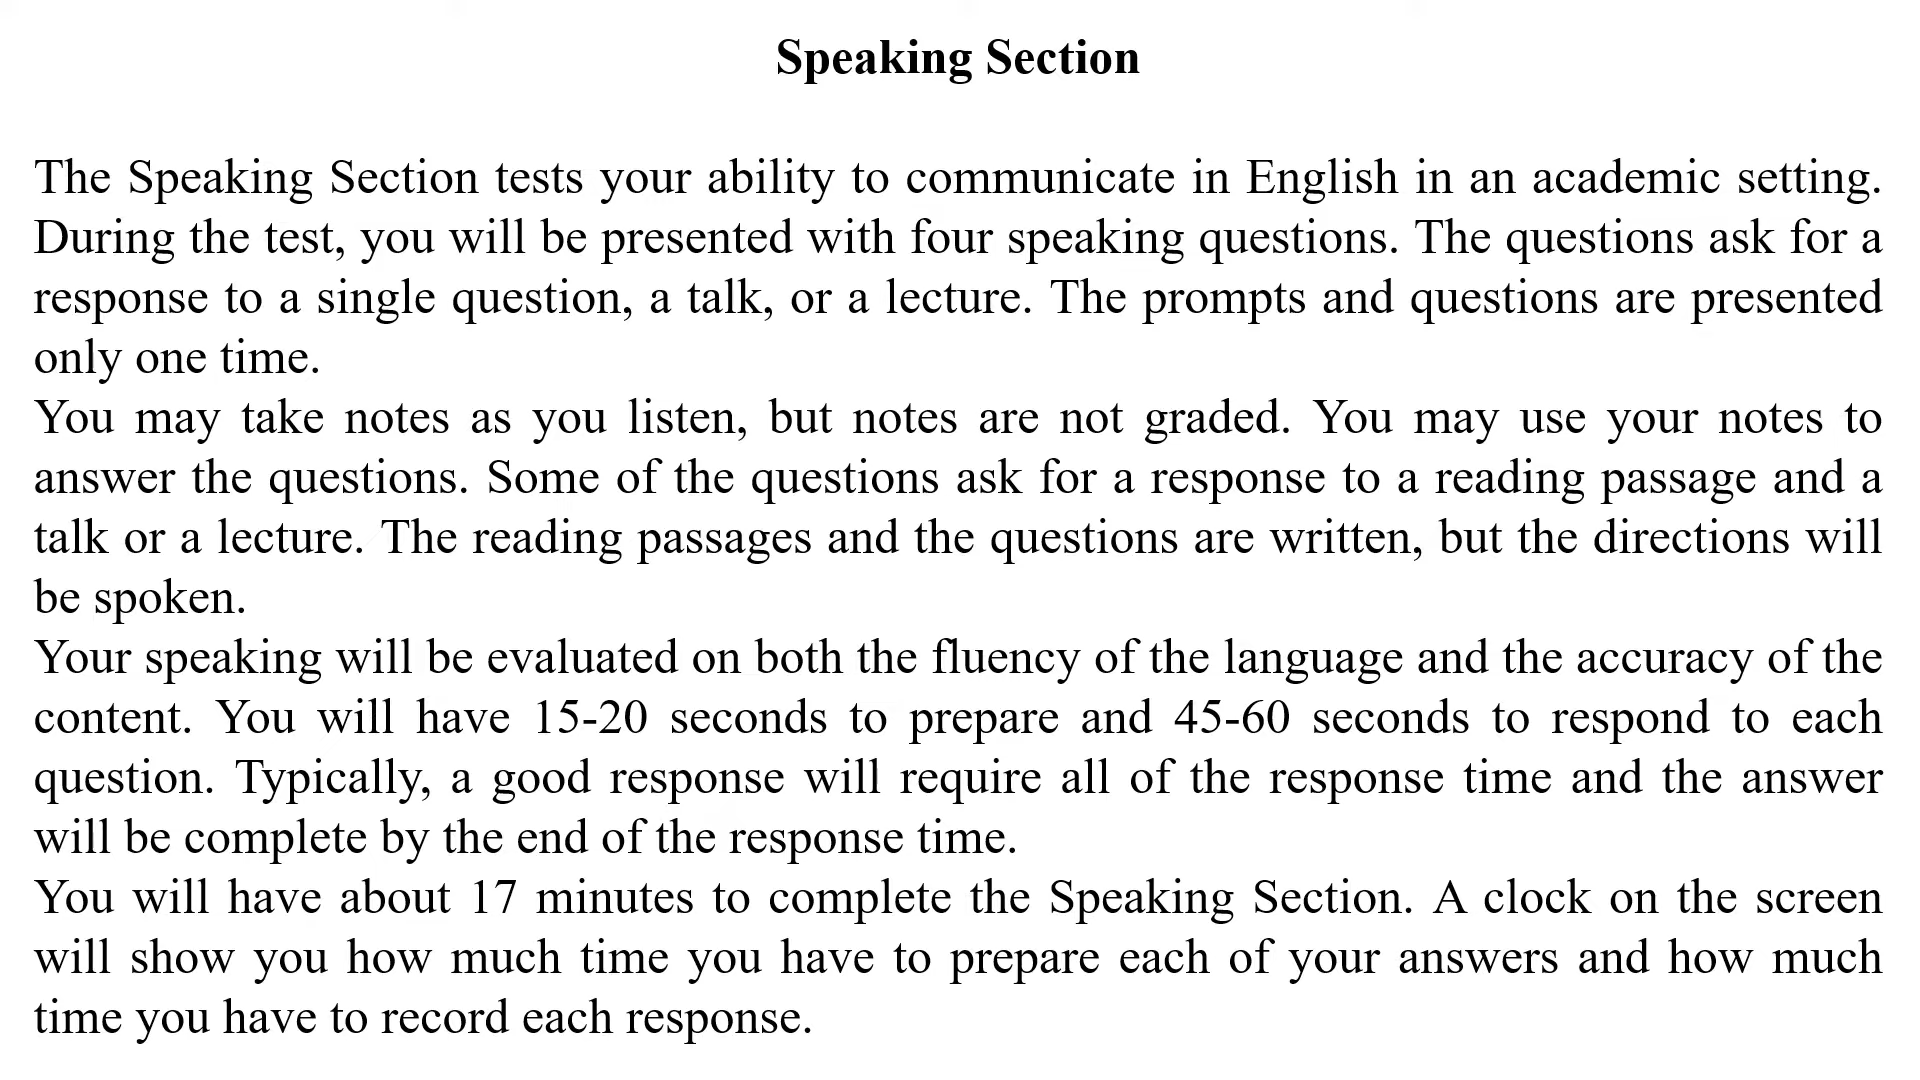 Speaking Section
The Speaking Section tests your ability to communicate in English in an academic setting.
During the test, you will be presented with four speaking questions. The questions ask for a
response to a single question, a talk, or a lecture. The prompts and questions are presented
only one time.
You may take notes as you listen, but notes are not graded. You may use your notes to
answer the questions. Some of the questions ask for a response to a reading passage and a
talk or a lecture. The reading passages and the questions are written, but the directions will
be spoken.
Your speaking will be evaluated on both the fluency of the language and the accuracy of the
content. You will have 15-20 seconds to prepare and 45-60 seconds to respond to each
question. Typically, a good response will require all of the response time and the answer
will be complete by the end of the response time.
You will have about 17 minutes to complete the Speaking Section. A clock on the screen
will show you how much time you have to prepare each of your answers and how much
time you have to record each response.